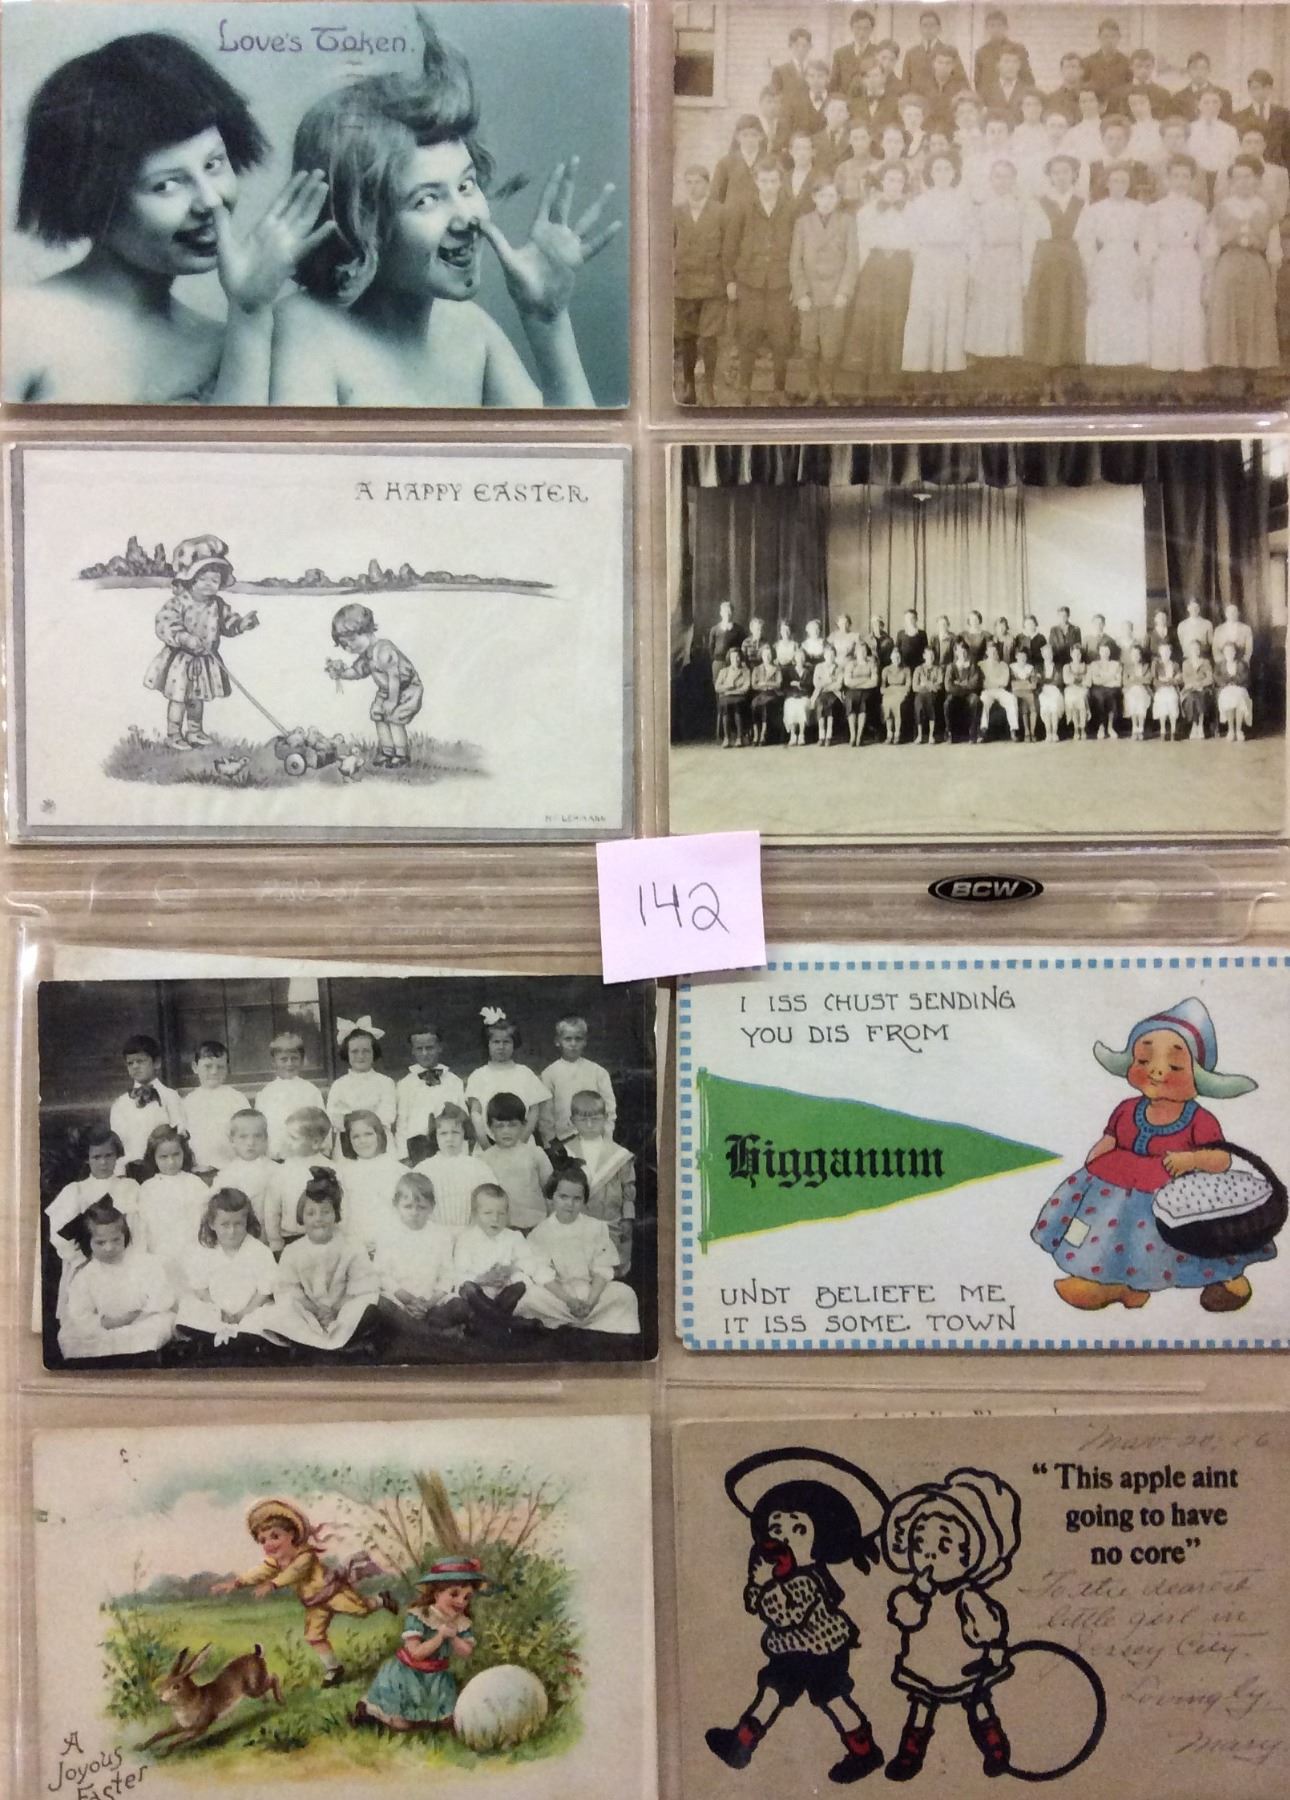 Love's Token.
A HAPPY EASTER
142
BCW
I ISS CHUST SENDING
YOU DIS FROM
Higganum
UNDT BELIEFE ME
IT ISS SOME TOWN
A
Joyous
Easter
Mar. 20,
"This apple aint
going to have
no core"
To the dearest
little girl in
Jersey City.
Lovingly,
Mary